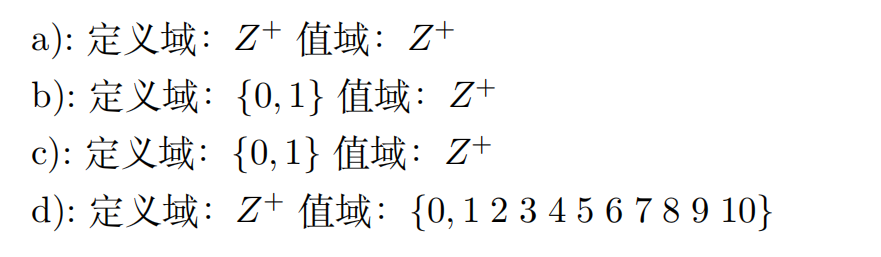 a): 定义域：Z⁺ 值域：Z⁺
b): 定义域：{0, 1} 值域：Z⁺
c): 定义域：{0, 1} 值域：Z⁺
d): 定义域：Z⁺ 值域：{0, 1 2 3 4 5 6 7 8 9 10}